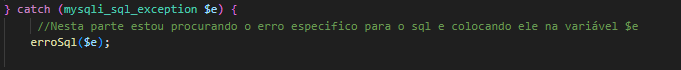 } catch (mysqli_sql_exception $e) {
//Nesta parte estou procurando o erro especifico para o sql e colocando ele na variável $e
erroSql($e);